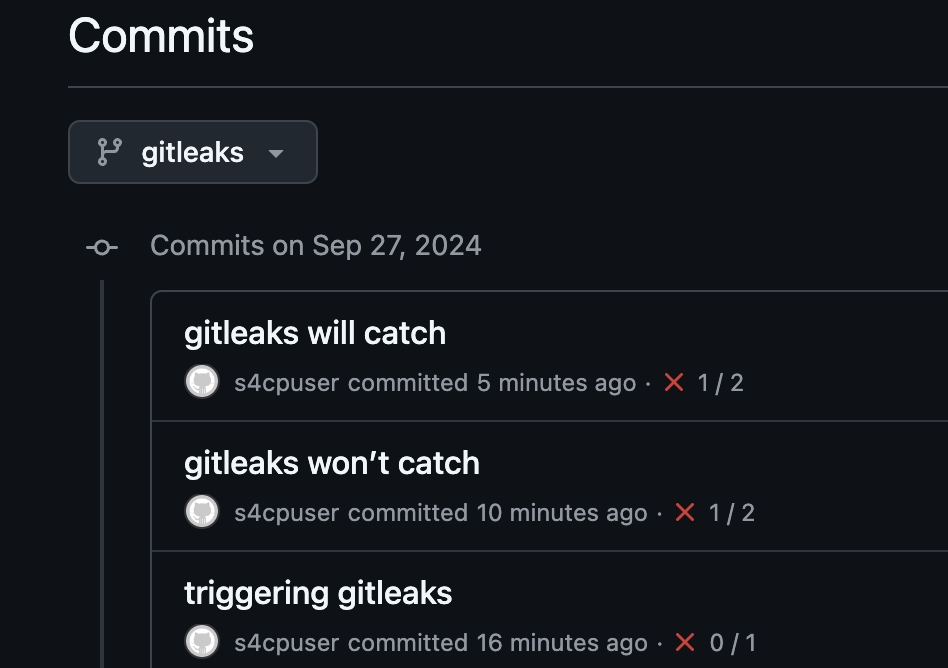 Commits
gitleaks
Commits on Sep 27, 2024
gitleaks will catch
s4cpuser committed 5 minutes ago · 1 / 2
gitleaks won’t catch
s4cpuser committed 10 minutes ago · 1 / 2
triggering gitleaks
s4cpuser committed 16 minutes ago · 0 / 1